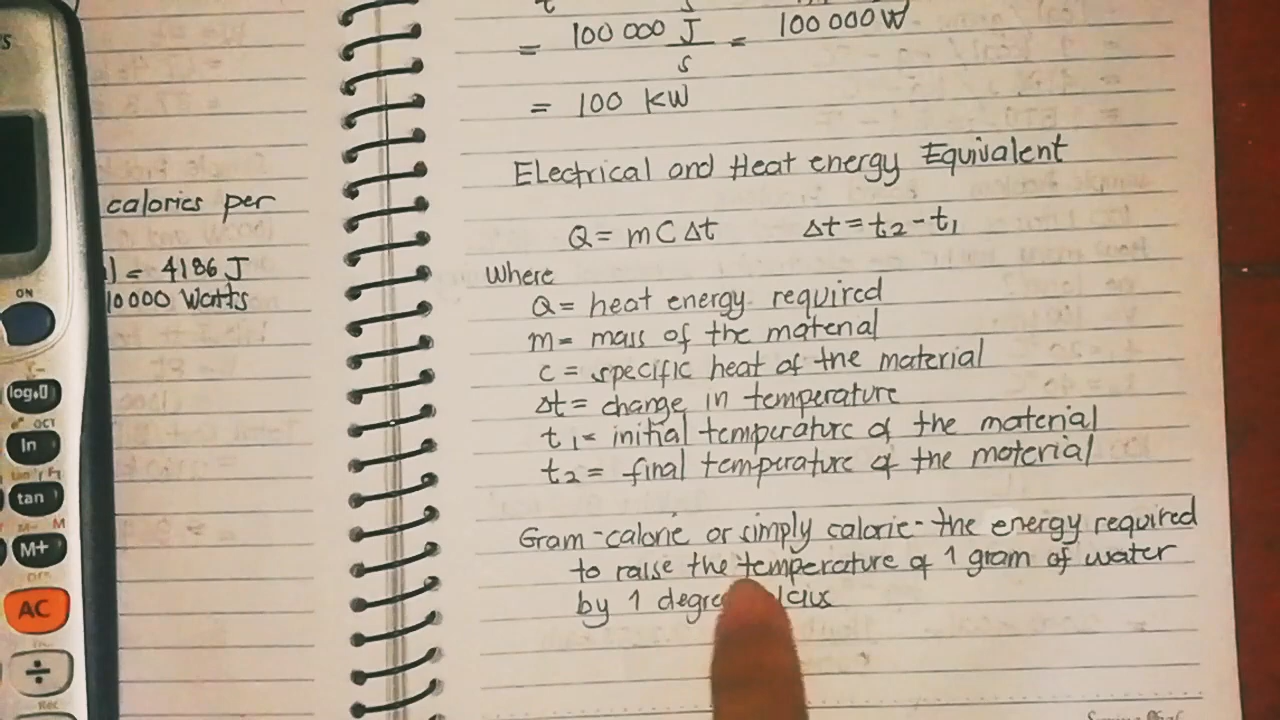 = 100 000 J/s = 100 000 W
= 100 KW
Electrical and Heat energy Equivalent
Q = m C Δt Δt = t2 - t1
Where
Q = heat energy required
m = mass of the material
c = specific heat of the material
Δt = change in temperature
t1 = initial temperature of the material
t2 = final temperature of the material
Gram-calorie or simply calorie - the energy required
to raise the temperature of 1 gram of water
by 1
calories per
= 4186 J
10000 Watts
ON
log
OCT
ln
tan
M- M
M+
AC
÷